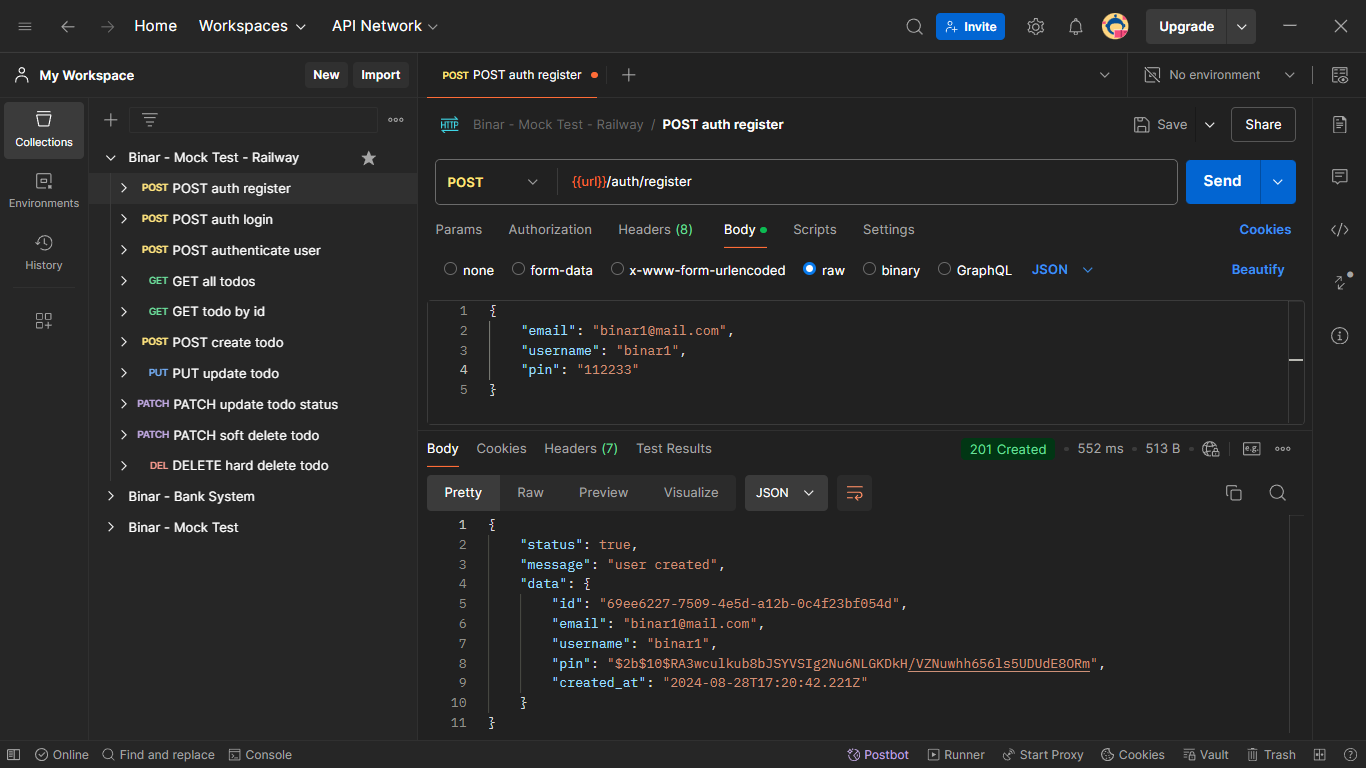 Home Workspaces API Network Invite Upgrade
My Workspace New Import POST POST auth register No environment
Collections
Environments
History
Binar - Mock Test - Railway
POST POST auth register
POST POST auth login
POST POST authenticate user
GET GET all todos
GET GET todo by id
POST POST create todo
PUT PUT update todo
PATCH PATCH update todo status
PATCH PATCH soft delete todo
DEL DELETE hard delete todo
Binar - Bank System
Binar - Mock Test
HTTP Binar - Mock Test - Railway / POST auth register Save Share
POST {{url}}/auth/register Send
Params Authorization Headers (8) Body Scripts Settings Cookies
none form-data x-www-form-urlencoded raw binary GraphQL JSON Beautify
1 {
2 "email": "binar1@mail.com",
3 "username": "binar1",
4 "pin": "112233"
5 }
Body Cookies Headers (7) Test Results 201 Created 552 ms 513 B e.g.
Pretty Raw Preview Visualize JSON
1 {
2 "status": true,
3 "message": "user created",
4 "data": {
5 "id": "69ee6227-7509-4e5d-a12b-0c4f23bf054d",
6 "email": "binar1@mail.com",
7 "username": "binar1",
8 "pin": "$2b$10$RA3wculkub8bJSYVSIg2Nu6NLGKDkH/VZNuwhh656ls5UDUdE8ORm",
9 "created_at": "2024-08-28T17:20:42.221Z"
10 }
11 }
Online Find and replace Console Postbot Runner Start Proxy Cookies Vault Trash